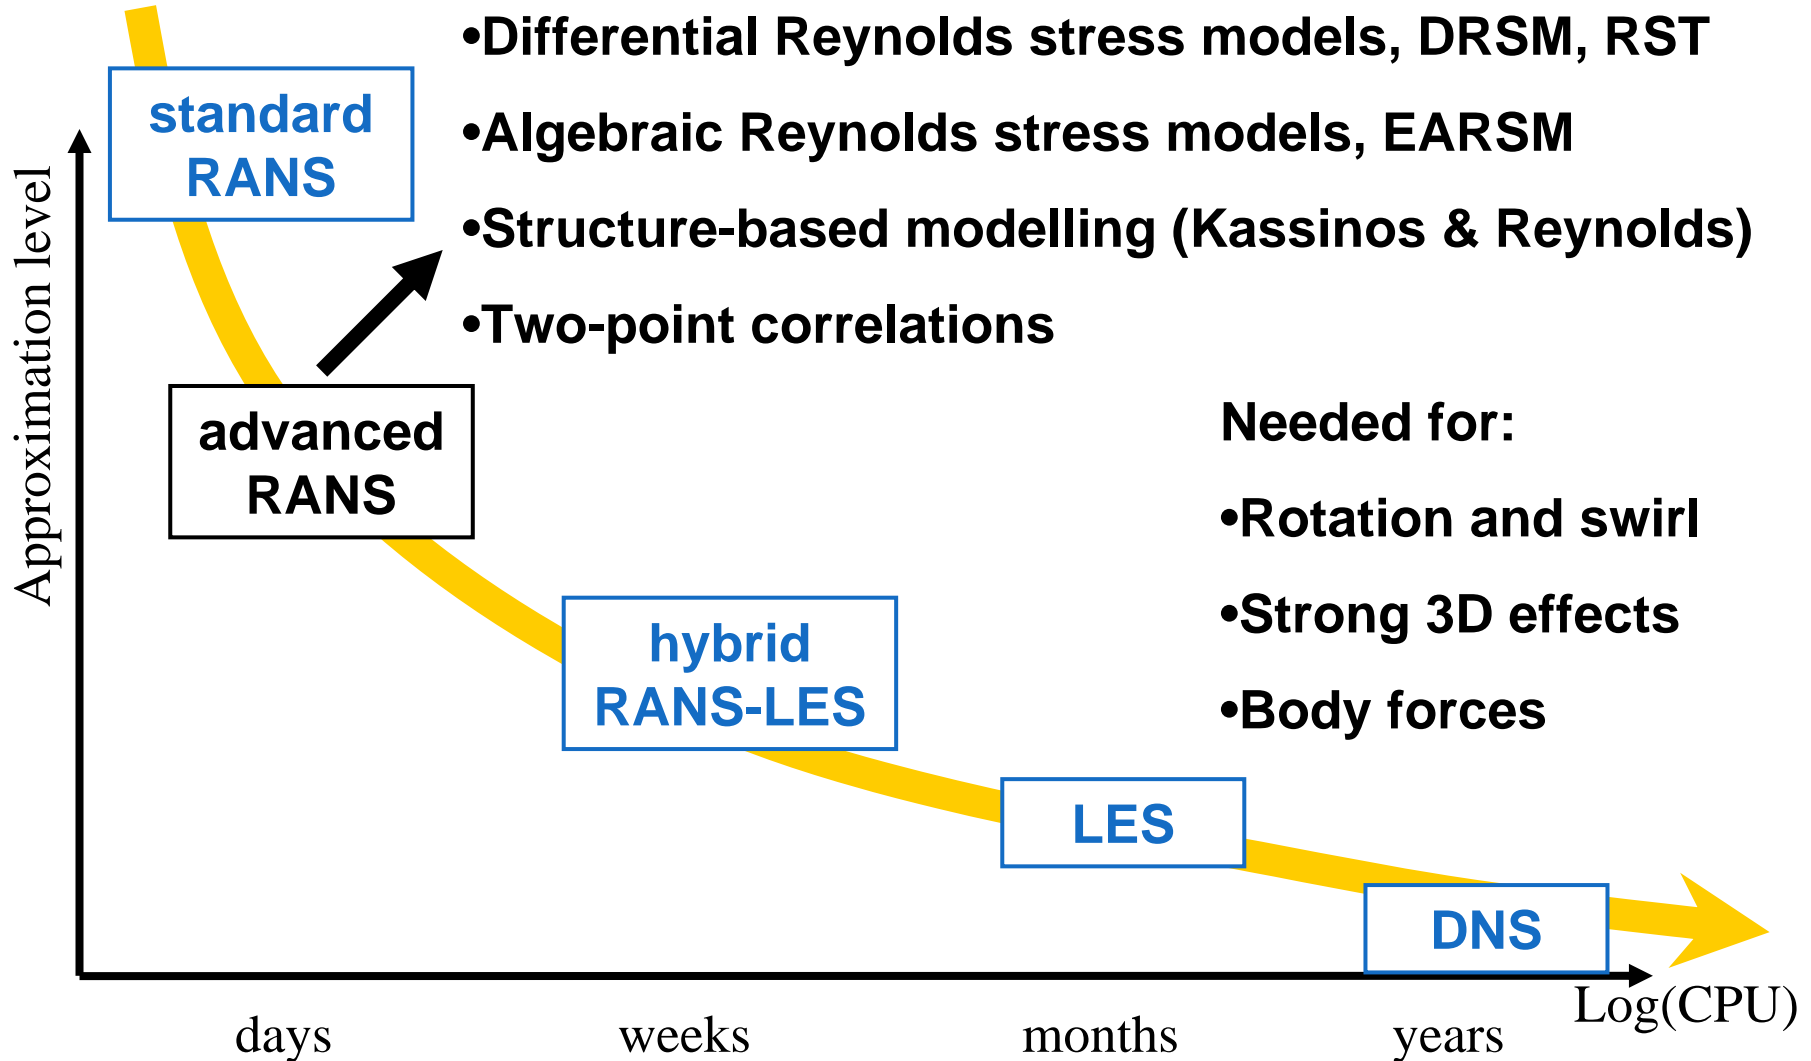 •Differential Reynolds stress models, DRSM, RST
standard
RANS
•Algebraic Reynolds stress models, EARSM
•Structure-based modelling (Kassinos & Reynolds)
•Two-point correlations
Approximation level
advanced
RANS
Needed for:
•Rotation and swirl
•Strong 3D effects
•Body forces
hybrid
RANS-LES
LES
DNS
Log(CPU)
days
weeks
months
years